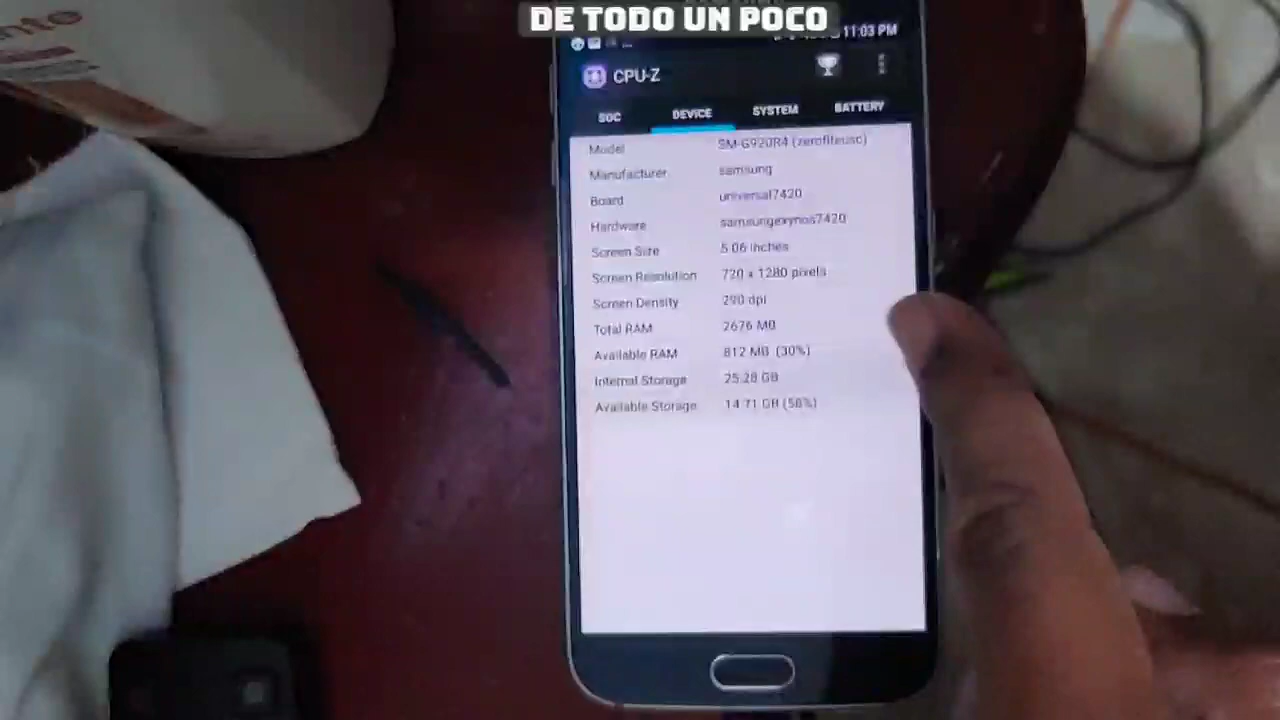 DE TODO UN POCO
11:03 PM
CPU-Z
SOC DEVICE SYSTEM BATTERY
Model SM-G920R4 (zerofilteusc)
Manufacturer samsung
Board universal7420
Hardware samsungexynos7420
Screen Size 5.06 inches
Screen Resolution 720 x 1280 pixels
Screen Density 290 dpi
Total RAM 2676 MB
Available RAM 812 MB (30%)
Internal Storage 25.28 GB
Available Storage 14.71 GB (58%)